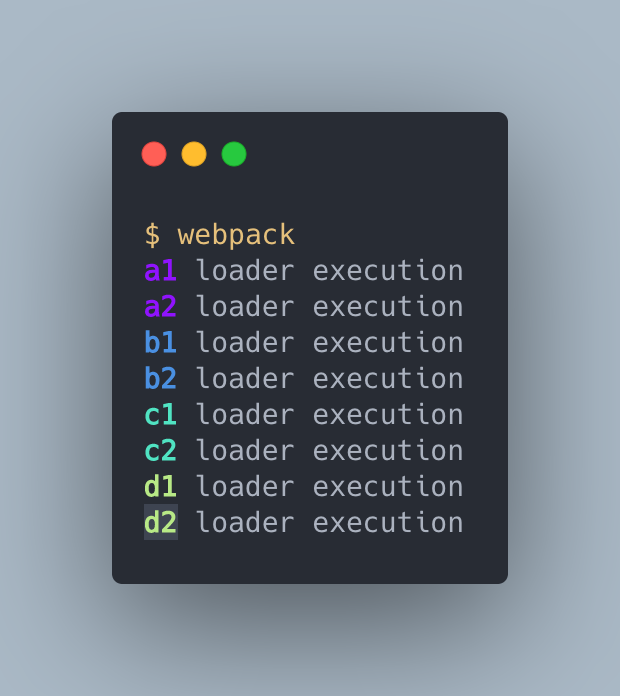 $ webpack
a1 loader execution
a2 loader execution
b1 loader execution
b2 loader execution
c1 loader execution
c2 loader execution
d1 loader execution
d2 loader execution